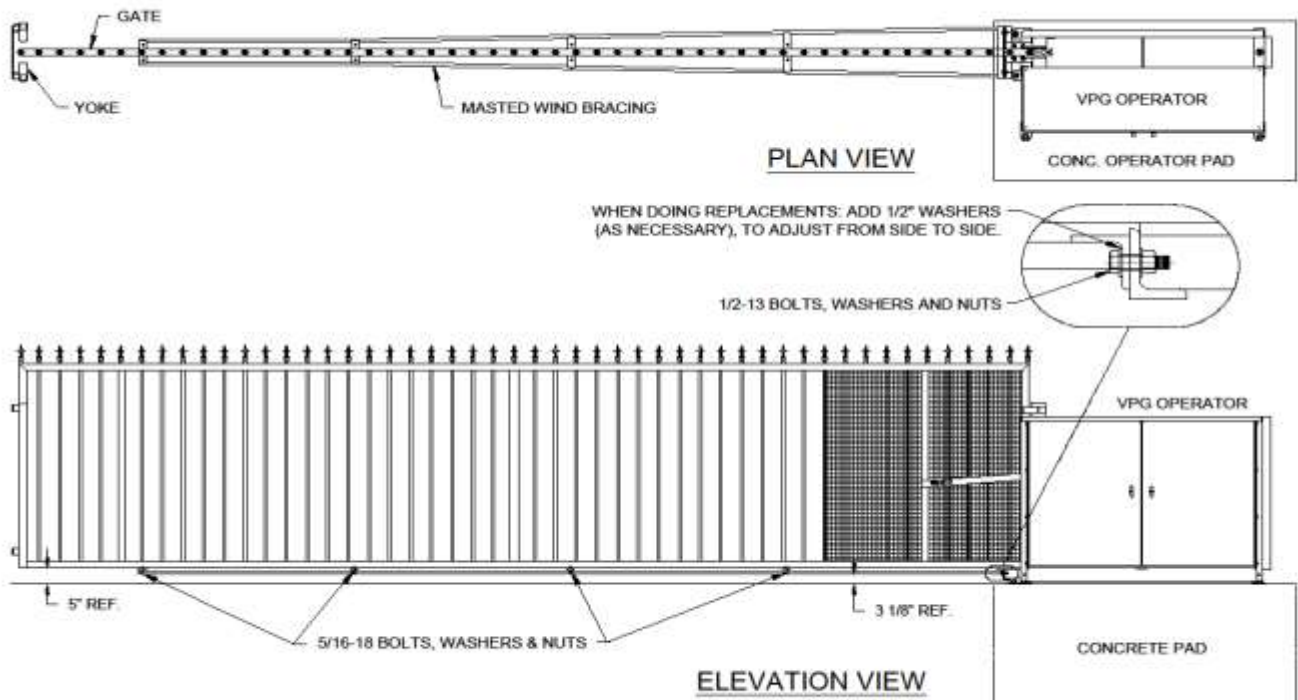 GATE
YOKE
MASTED WIND BRACING
VPG OPERATOR
PLAN VIEW
CONC. OPERATOR PAD
WHEN DOING REPLACEMENTS: ADD 1/2" WASHERS
(AS NECESSARY), TO ADJUST FROM SIDE TO SIDE.
1/2-13 BOLTS, WASHERS AND NUTS
VPG OPERATOR
5" REF.
3 1/8" REF.
5/16-18 BOLTS, WASHERS & NUTS
CONCRETE PAD
ELEVATION VIEW